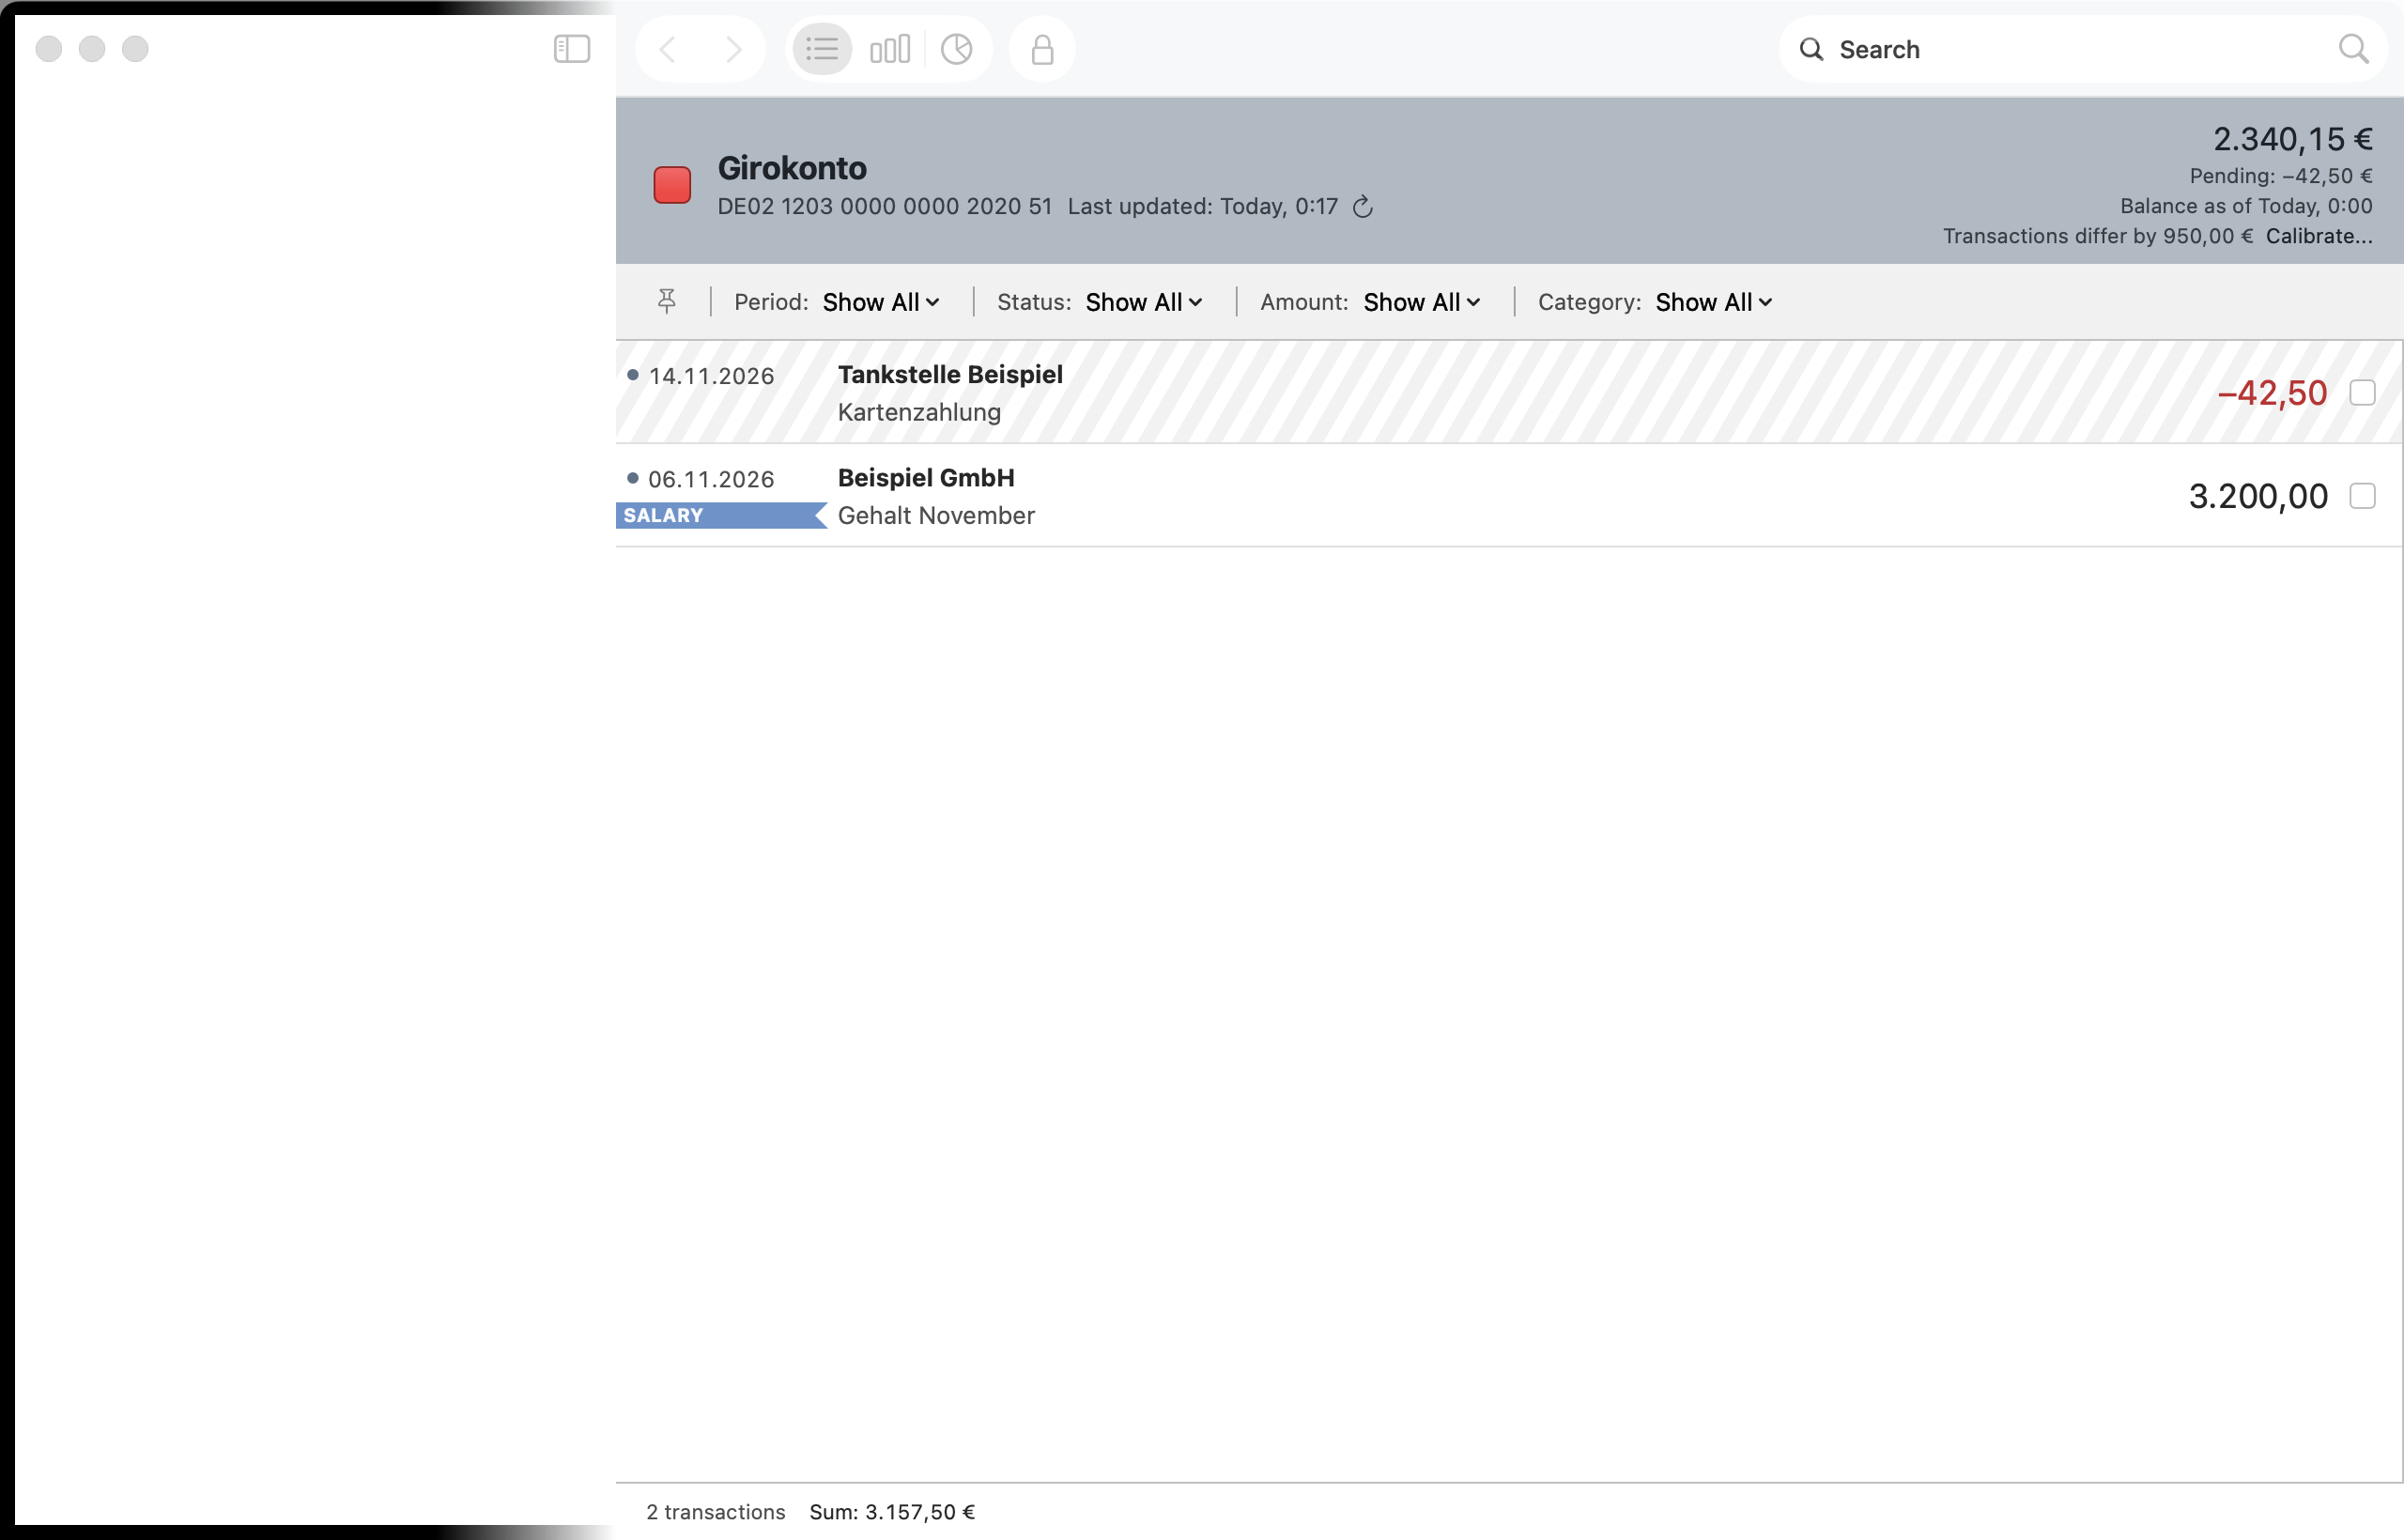 Search
Girokonto
DE02 1203 0000 0000 2020 51 Last updated: Today, 0:17
2.340,15 €
Pending: –42,50 €
Balance as of Today, 0:00
Transactions differ by 950,00 € Calibrate...
Period: Show All Status: Show All Amount: Show All Category: Show All
14.11.2026 Tankstelle Beispiel
Kartenzahlung
–42,50
06.11.2026 Beispiel GmbH
SALARY Gehalt November
3.200,00
2 transactions Sum: 3.157,50 €